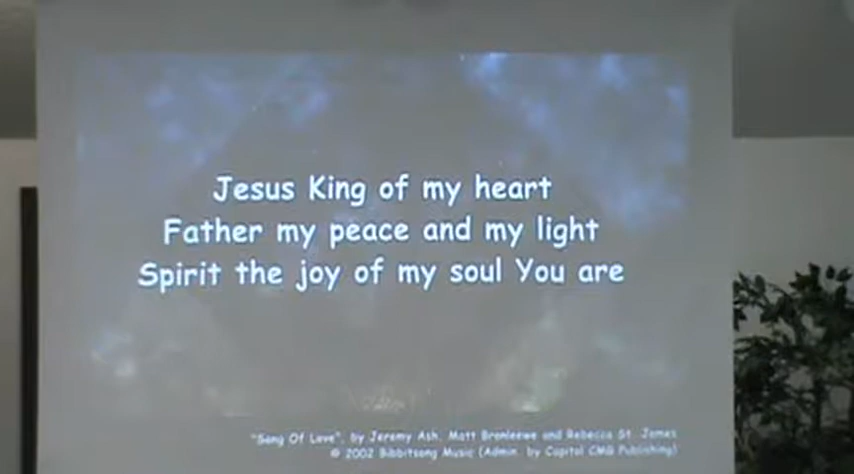 Jesus King of my heart
Father my peace and my light
Spirit the joy of my soul You are
"Song Of Love", by Jeremy Ash, Matt Bronleewe and Rebecca St. James
© 2002 Bibbitsong Music (Admin. by Capitol CMG Publishing)